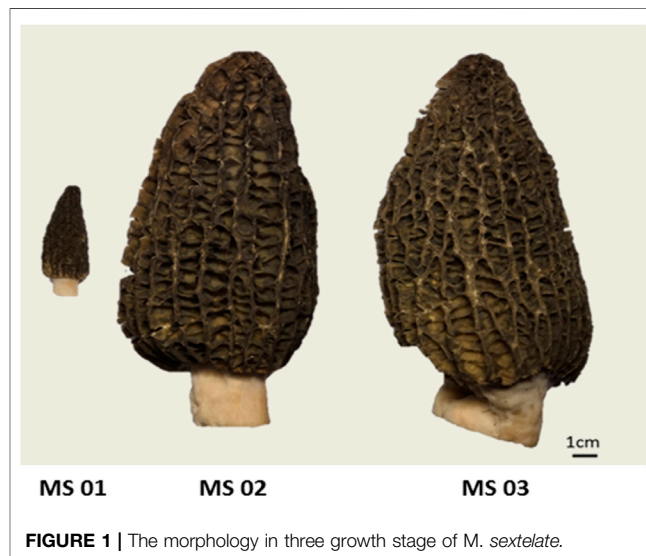 1cm
MS 01 MS 02 MS 03
FIGURE 1 | The morphology in three growth stage of M. sextelate.